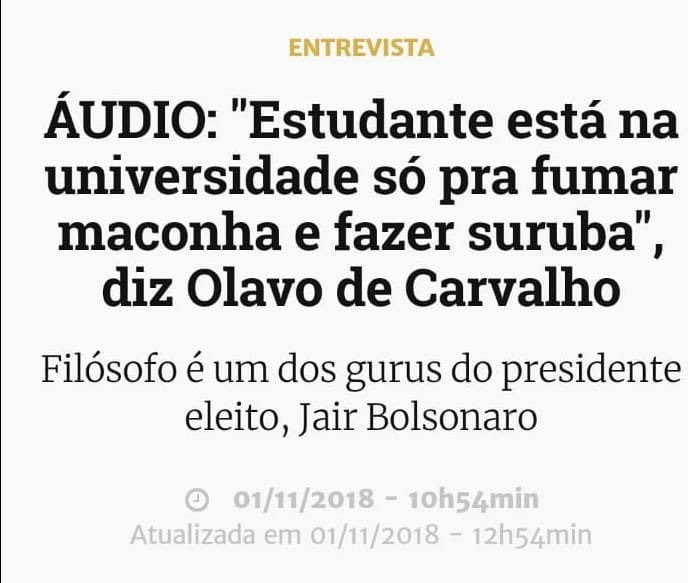 ENTREVISTA
ÁUDIO: "Estudante está na
universidade só pra fumar
maconha e fazer suruba",
diz Olavo de Carvalho
Filósofo é um dos gurus do presidente
eleito, Jair Bolsonaro
01/11/2018 - 10h54min
Atualizada em 01/11/2018 - 12h54min